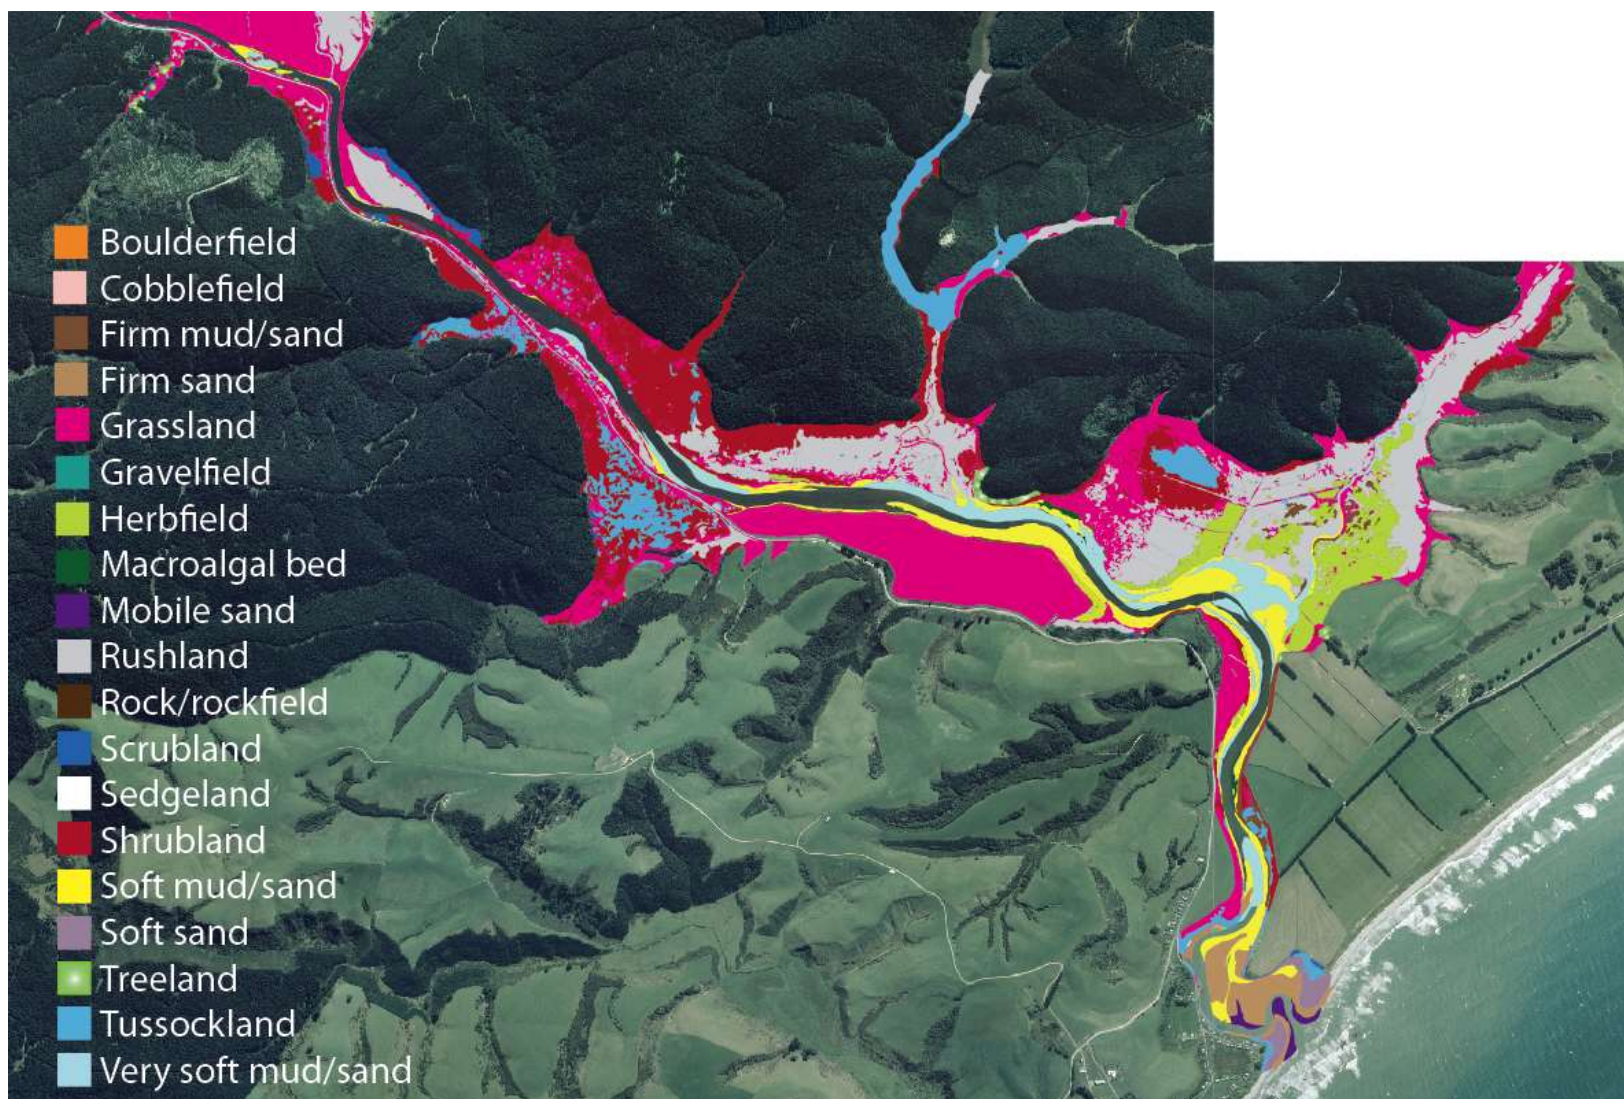 Boulderfield
Cobblefield
Firm mud/sand
Firm sand
Grassland
Gravelfield
Herbfield
Macroalgal bed
Mobile sand
Rushland
Rock/rockfield
Scrubland
Sedgeland
Shrubland
Soft mud/sand
Soft sand
Treeland
Tussockland
Very soft mud/sand